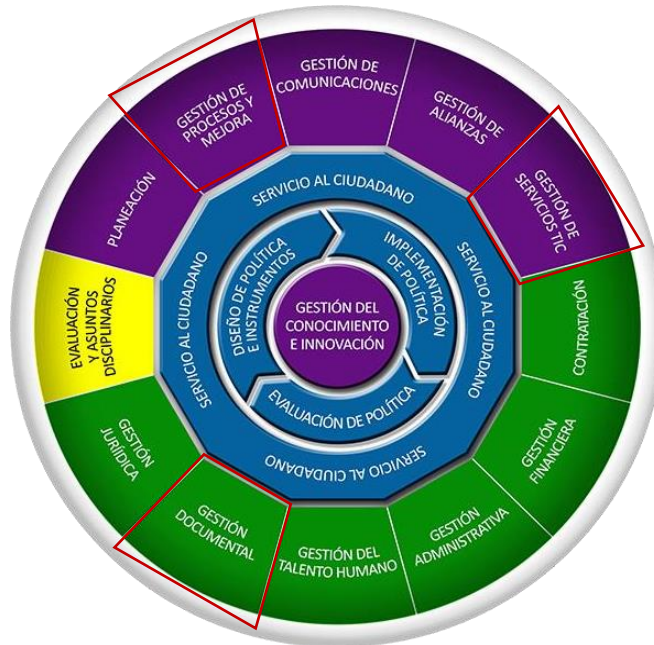 GESTIÓN DE
COMUNICACIONES
GESTIÓN DE
ALIANZAS
GESTIÓN DE
SERVICIOS TIC
CONTRATACIÓN
GESTIÓN
FINANCIERA
GESTIÓN
ADMINISTRATIVA
GESTIÓN DEL
TALENTO HUMANO
GESTIÓN
DOCUMENTAL
GESTIÓN
JURÍIDICA
EVALUACIÓN
Y ASUNTOS
DISCIPLINARIOS
PLANEACIÓN
GESTIÓN DE
PROCESOS Y
MEJORA
SERVICIO AL CIUDADANO
SERVICIO AL CIUDADANO
SERVICIO AL CIUDADANO
SERVICIO AL CIUDADANO
DISEÑO DE POLÍTICA
E INSTRUMENTOS
IMPLEMENTACIÓN
DE POLÍTICA
EVALUACIÓN DE POLÍTICA
GESTIÓN DEL
CONOCIMIENTO
E INNOVACIÓN